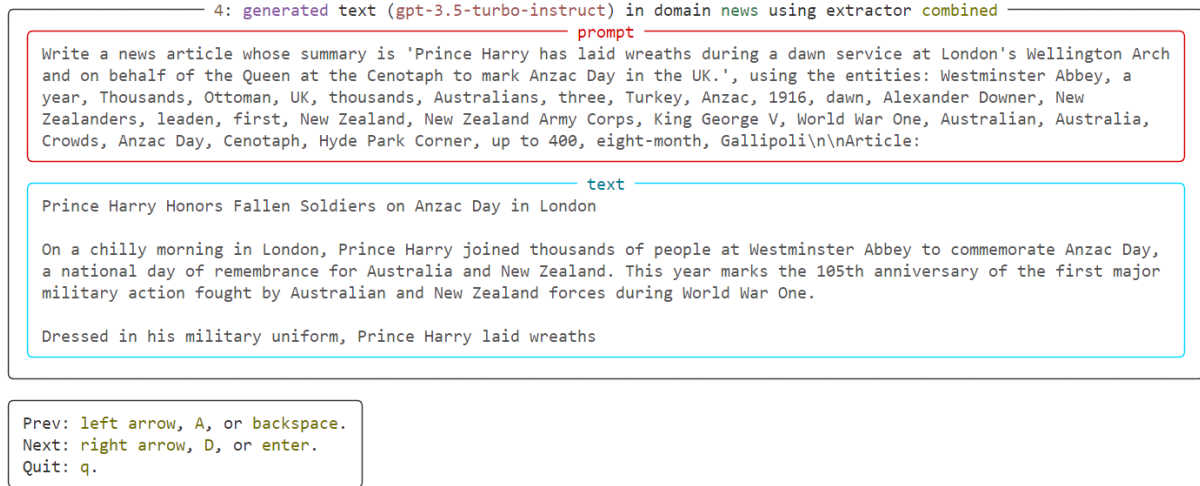 4: generated text (gpt-3.5-turbo-instruct) in domain news using extractor combined
prompt
Write a news article whose summary is 'Prince Harry has laid wreaths during a dawn service at London's Wellington Arch
and on behalf of the Queen at the Cenotaph to mark Anzac Day in the UK.', using the entities: Westminster Abbey, a
year, Thousands, Ottoman, UK, thousands, Australians, three, Turkey, Anzac, 1916, dawn, Alexander Downer, New
Zealanders, leaden, first, New Zealand, New Zealand Army Corps, King George V, World War One, Australian, Australia,
Crowds, Anzac Day, Cenotaph, Hyde Park Corner, up to 400, eight-month, Gallipoli\n\nArticle:
text
Prince Harry Honors Fallen Soldiers on Anzac Day in London
On a chilly morning in London, Prince Harry joined thousands of people at Westminster Abbey to commemorate Anzac Day,
a national day of remembrance for Australia and New Zealand. This year marks the 105th anniversary of the first major
military action fought by Australian and New Zealand forces during World War One.
Dressed in his military uniform, Prince Harry laid wreaths
Prev: left arrow, A, or backspace.
Next: right arrow, D, or enter.
Quit: q.